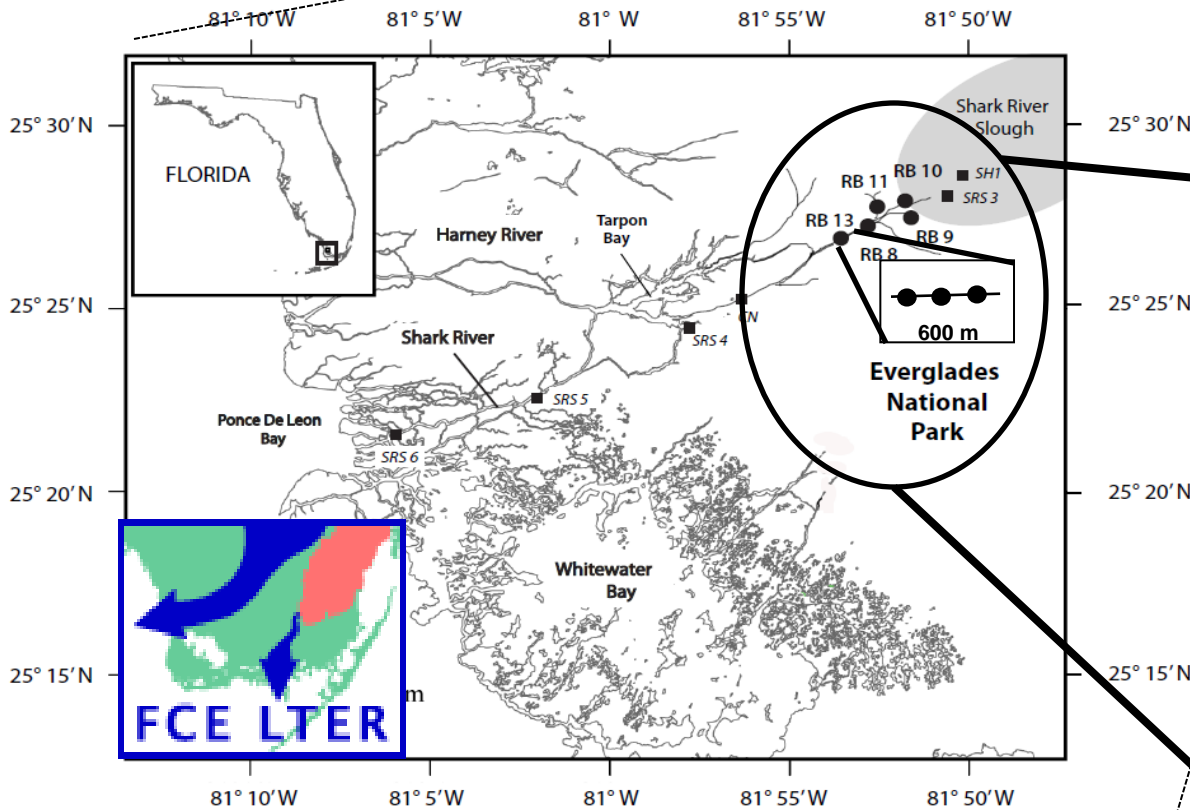 81° 10′ W 81° 5′ W 81° 0′ W 81° 55′ W 81° 50′ W
25° 30′ N
25° 30′ N
Shark River
Slough
FLORIDA
RB 10
SH1
RB 11
SRS 3
Tarpon
Bay
RB 13
Harney River
RB 9
RB 8
25° 25′ N
25° 25′ N
CN
600 m
Shark River
SRS 4
Everglades
National
Park
SRS 5
Ponce De Leon
Bay
SRS 6
25° 20′ N
25° 20′ N
Whitewater
Bay
25° 15′ N
25° 15′ N
m
FCE LTER
81° 10′ W 81° 5′ W 81° 0′ W 81° 55′ W 81° 50′ W